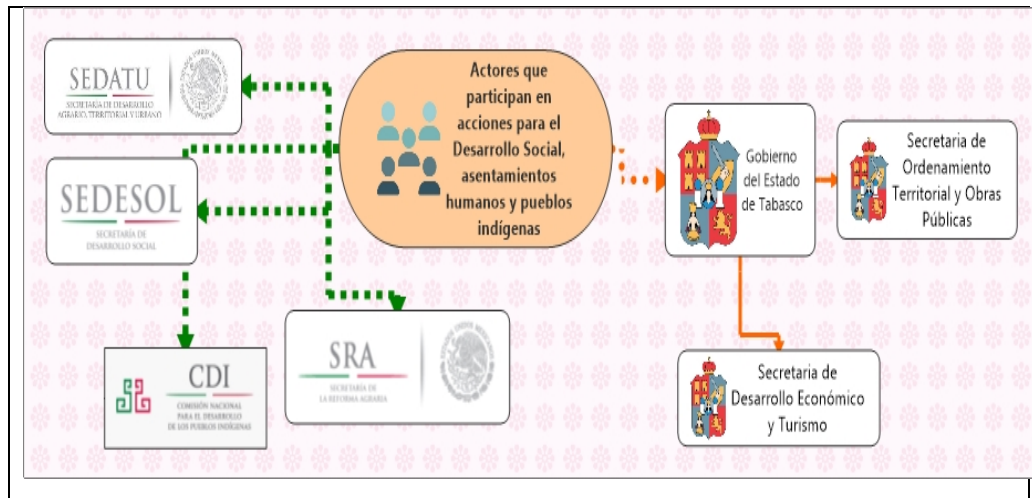 SEDATU
SECRETARÍA DE DESARROLLO
AGRARIO, TERRITORIAL Y URBANO
SEDESOL
SECRETARÍA DE
DESARROLLO SOCIAL
CDI
COMISIÓN NACIONAL
PARA EL DESARROLLO
DE LOS PUEBLOS INDÍGENAS
SRA
SECRETARÍA DE
LA REFORMA AGRARIA
Actores que
participan en
acciones para el
Desarrollo Social,
asentamientos
humanos y pueblos
indígenas
Gobierno
del Estado
de Tabasco
Secretaria de
Ordenamiento
Territorial y Obras
Públicas
Secretaria de
Desarrollo Económico
y Turismo